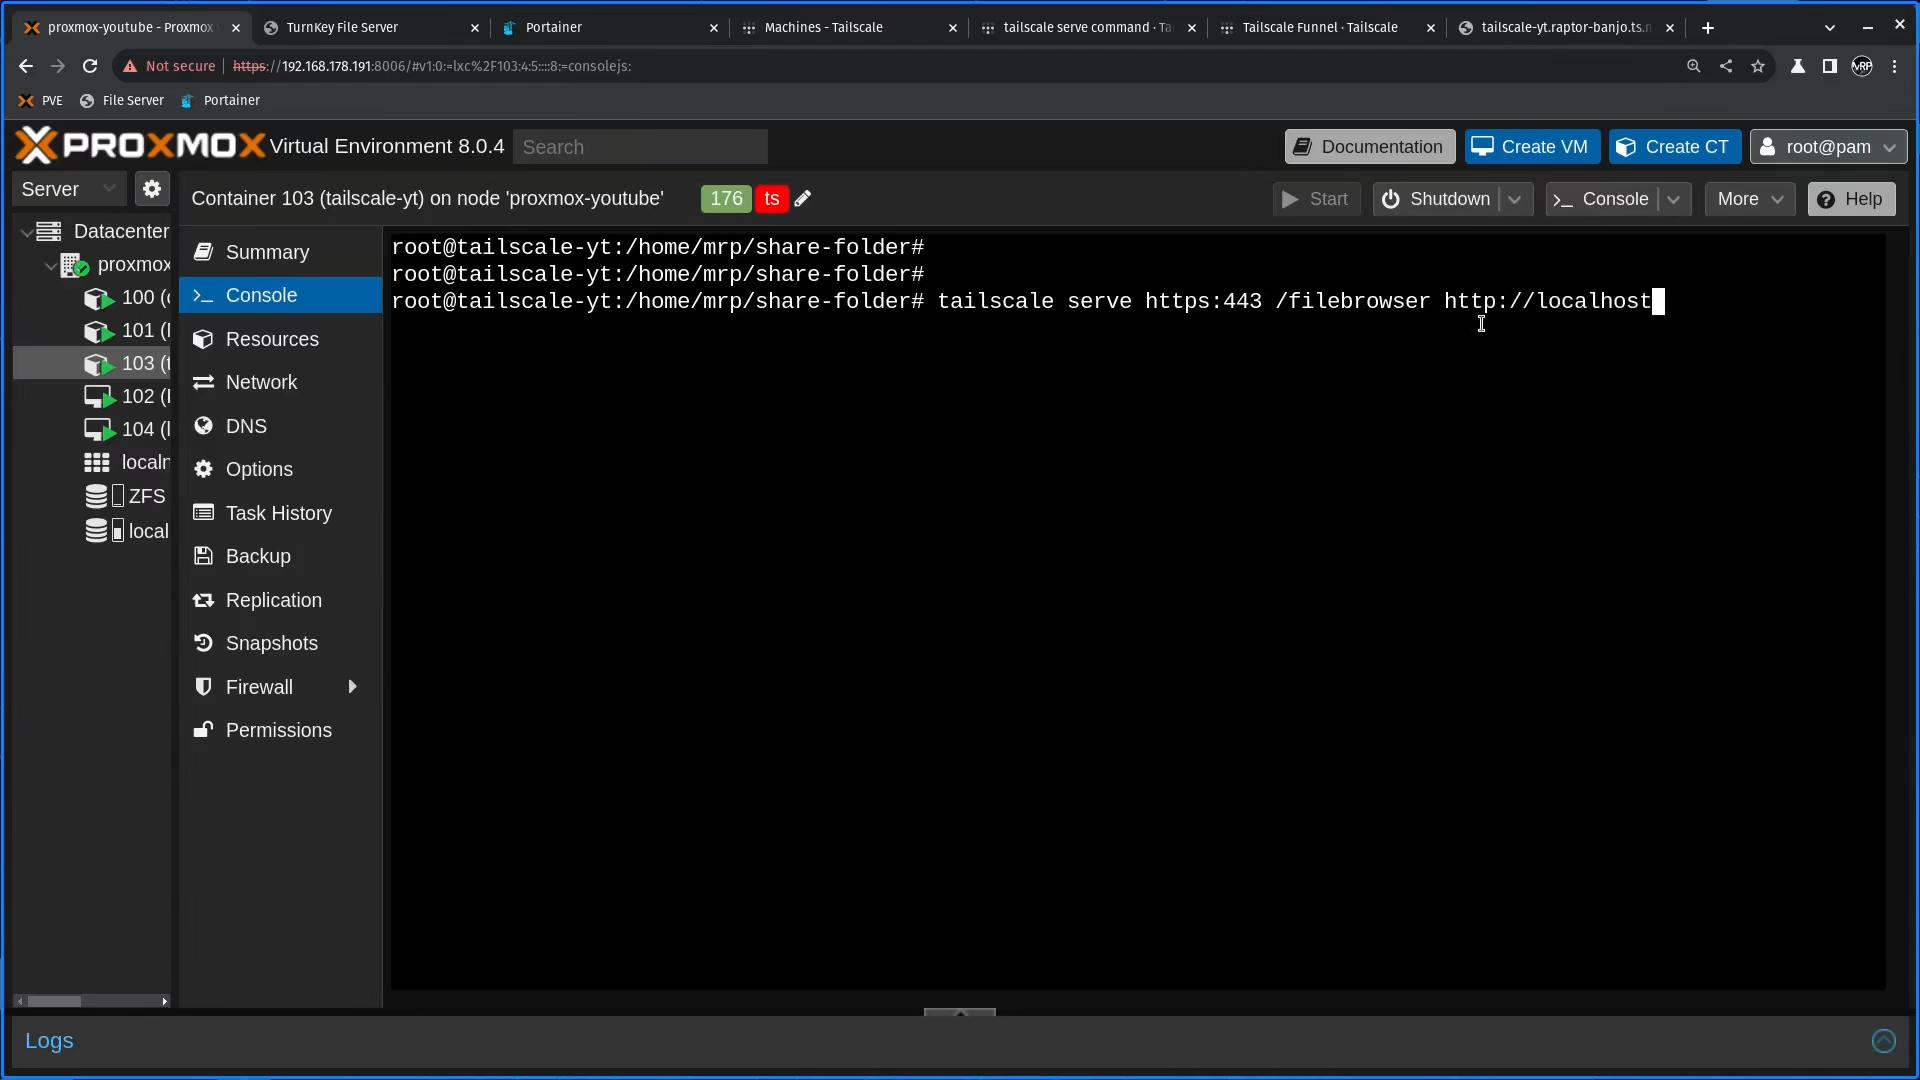 proxmox-youtube - Proxmox
TurnKey File Server
Portainer
Machines - Tailscale
tailscale serve command · Ta
Tailscale Funnel · Tailscale
tailscale-yt.raptor-banjo.ts.n
Not secure
https://192.168.178.191:8006/#v1:0:=lxc%2F103:4:5::::8:=consolejs:
PVE
File Server
Portainer
PROXMOX
Virtual Environment 8.0.4
Search
Documentation
Create VM
Create CT
root@pam
Server
Container 103 (tailscale-yt) on node 'proxmox-youtube'
176
ts
Start
Shutdown
Console
More
Help
Datacenter
proxmox
100 (
101 (
103 (t
102 (
104 (l
localn
ZFS
local
Summary
Console
Resources
Network
DNS
Options
Task History
Backup
Replication
Snapshots
Firewall
Permissions
root@tailscale-yt:/home/mrp/share-folder#
root@tailscale-yt:/home/mrp/share-folder#
root@tailscale-yt:/home/mrp/share-folder# tailscale serve https:443 /filebrowser http://localhost
Logs